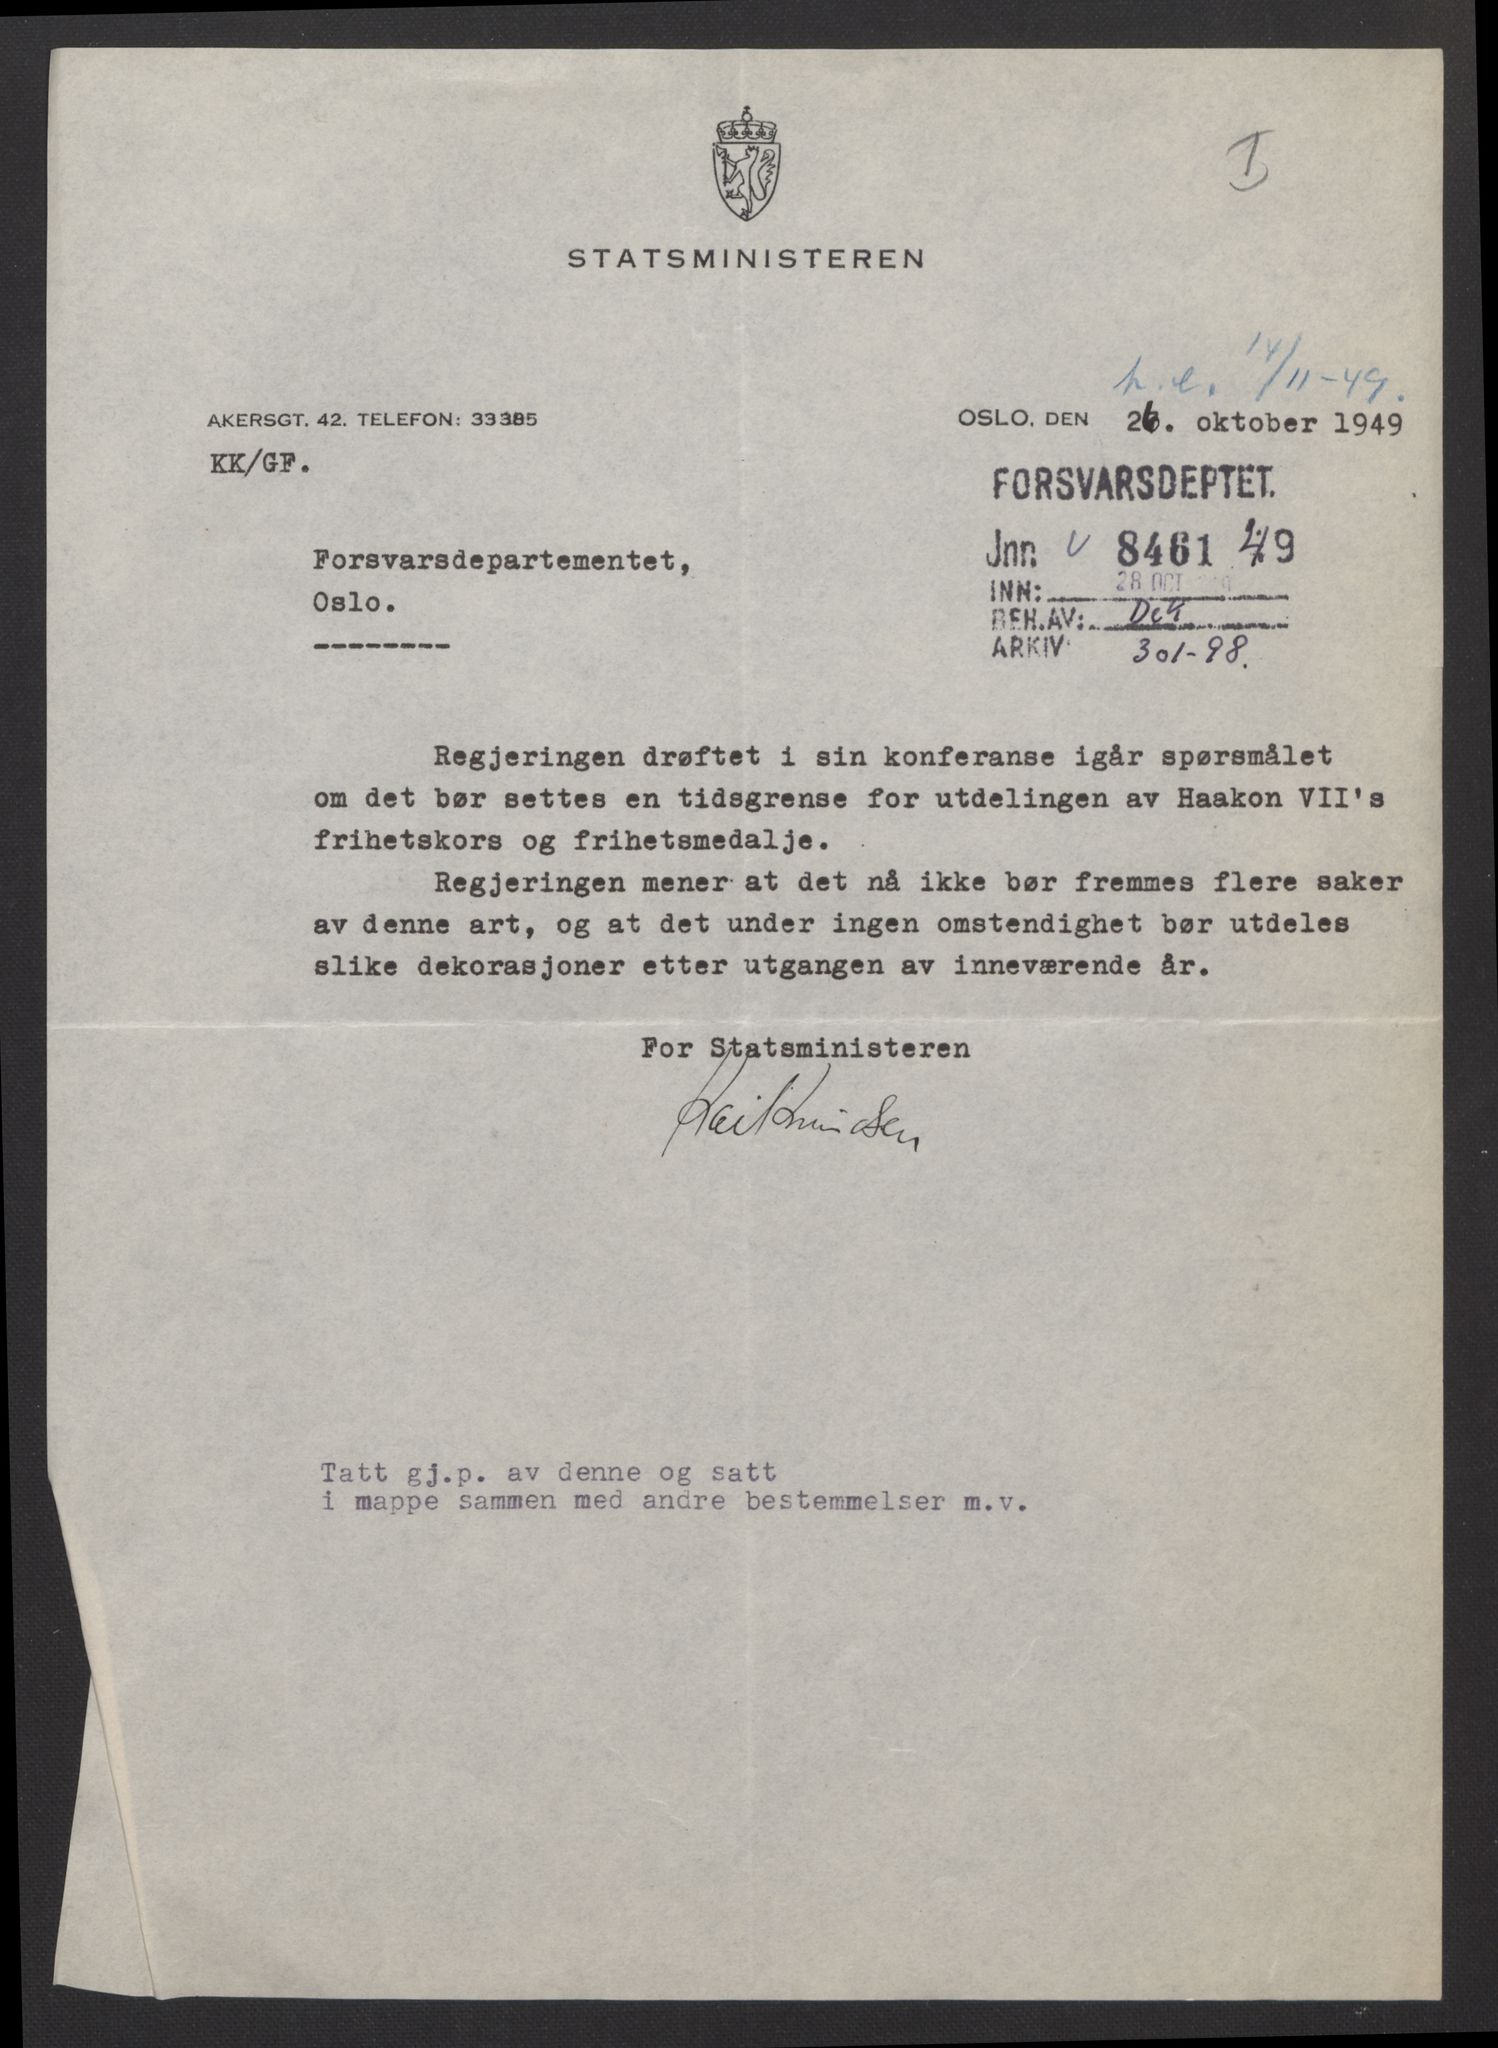 STATSMINISTEREN
h.l. 14/11-49.
AKERSGT. 42. TELEFON: 33385
OSLO, DEN 26. oktober 1949
KK/GF.
FORSVARSDEPTET.
Jnr. V 8461 49
INN: 28 OCT
BEH.AV:
ARKIV: 301-98.
Forsvarsdepartementet,
Oslo.
--------
Regjeringen drøftet i sin konferanse igår spørsmålet
om det bør settes en tidsgrense for utdelingen av Haakon VII's
frihetskors og frihetsmedalje.
Regjeringen mener at det nå ikke bør fremmes flere saker
av denne art, og at det under ingen omstendighet bør utdeles
slike dekorasjoner etter utgangen av inneværende år.
For Statsministeren
Kai Knudsen
Tatt gj.p. av denne og satt
i mappe sammen med andre bestemmelser m.v.